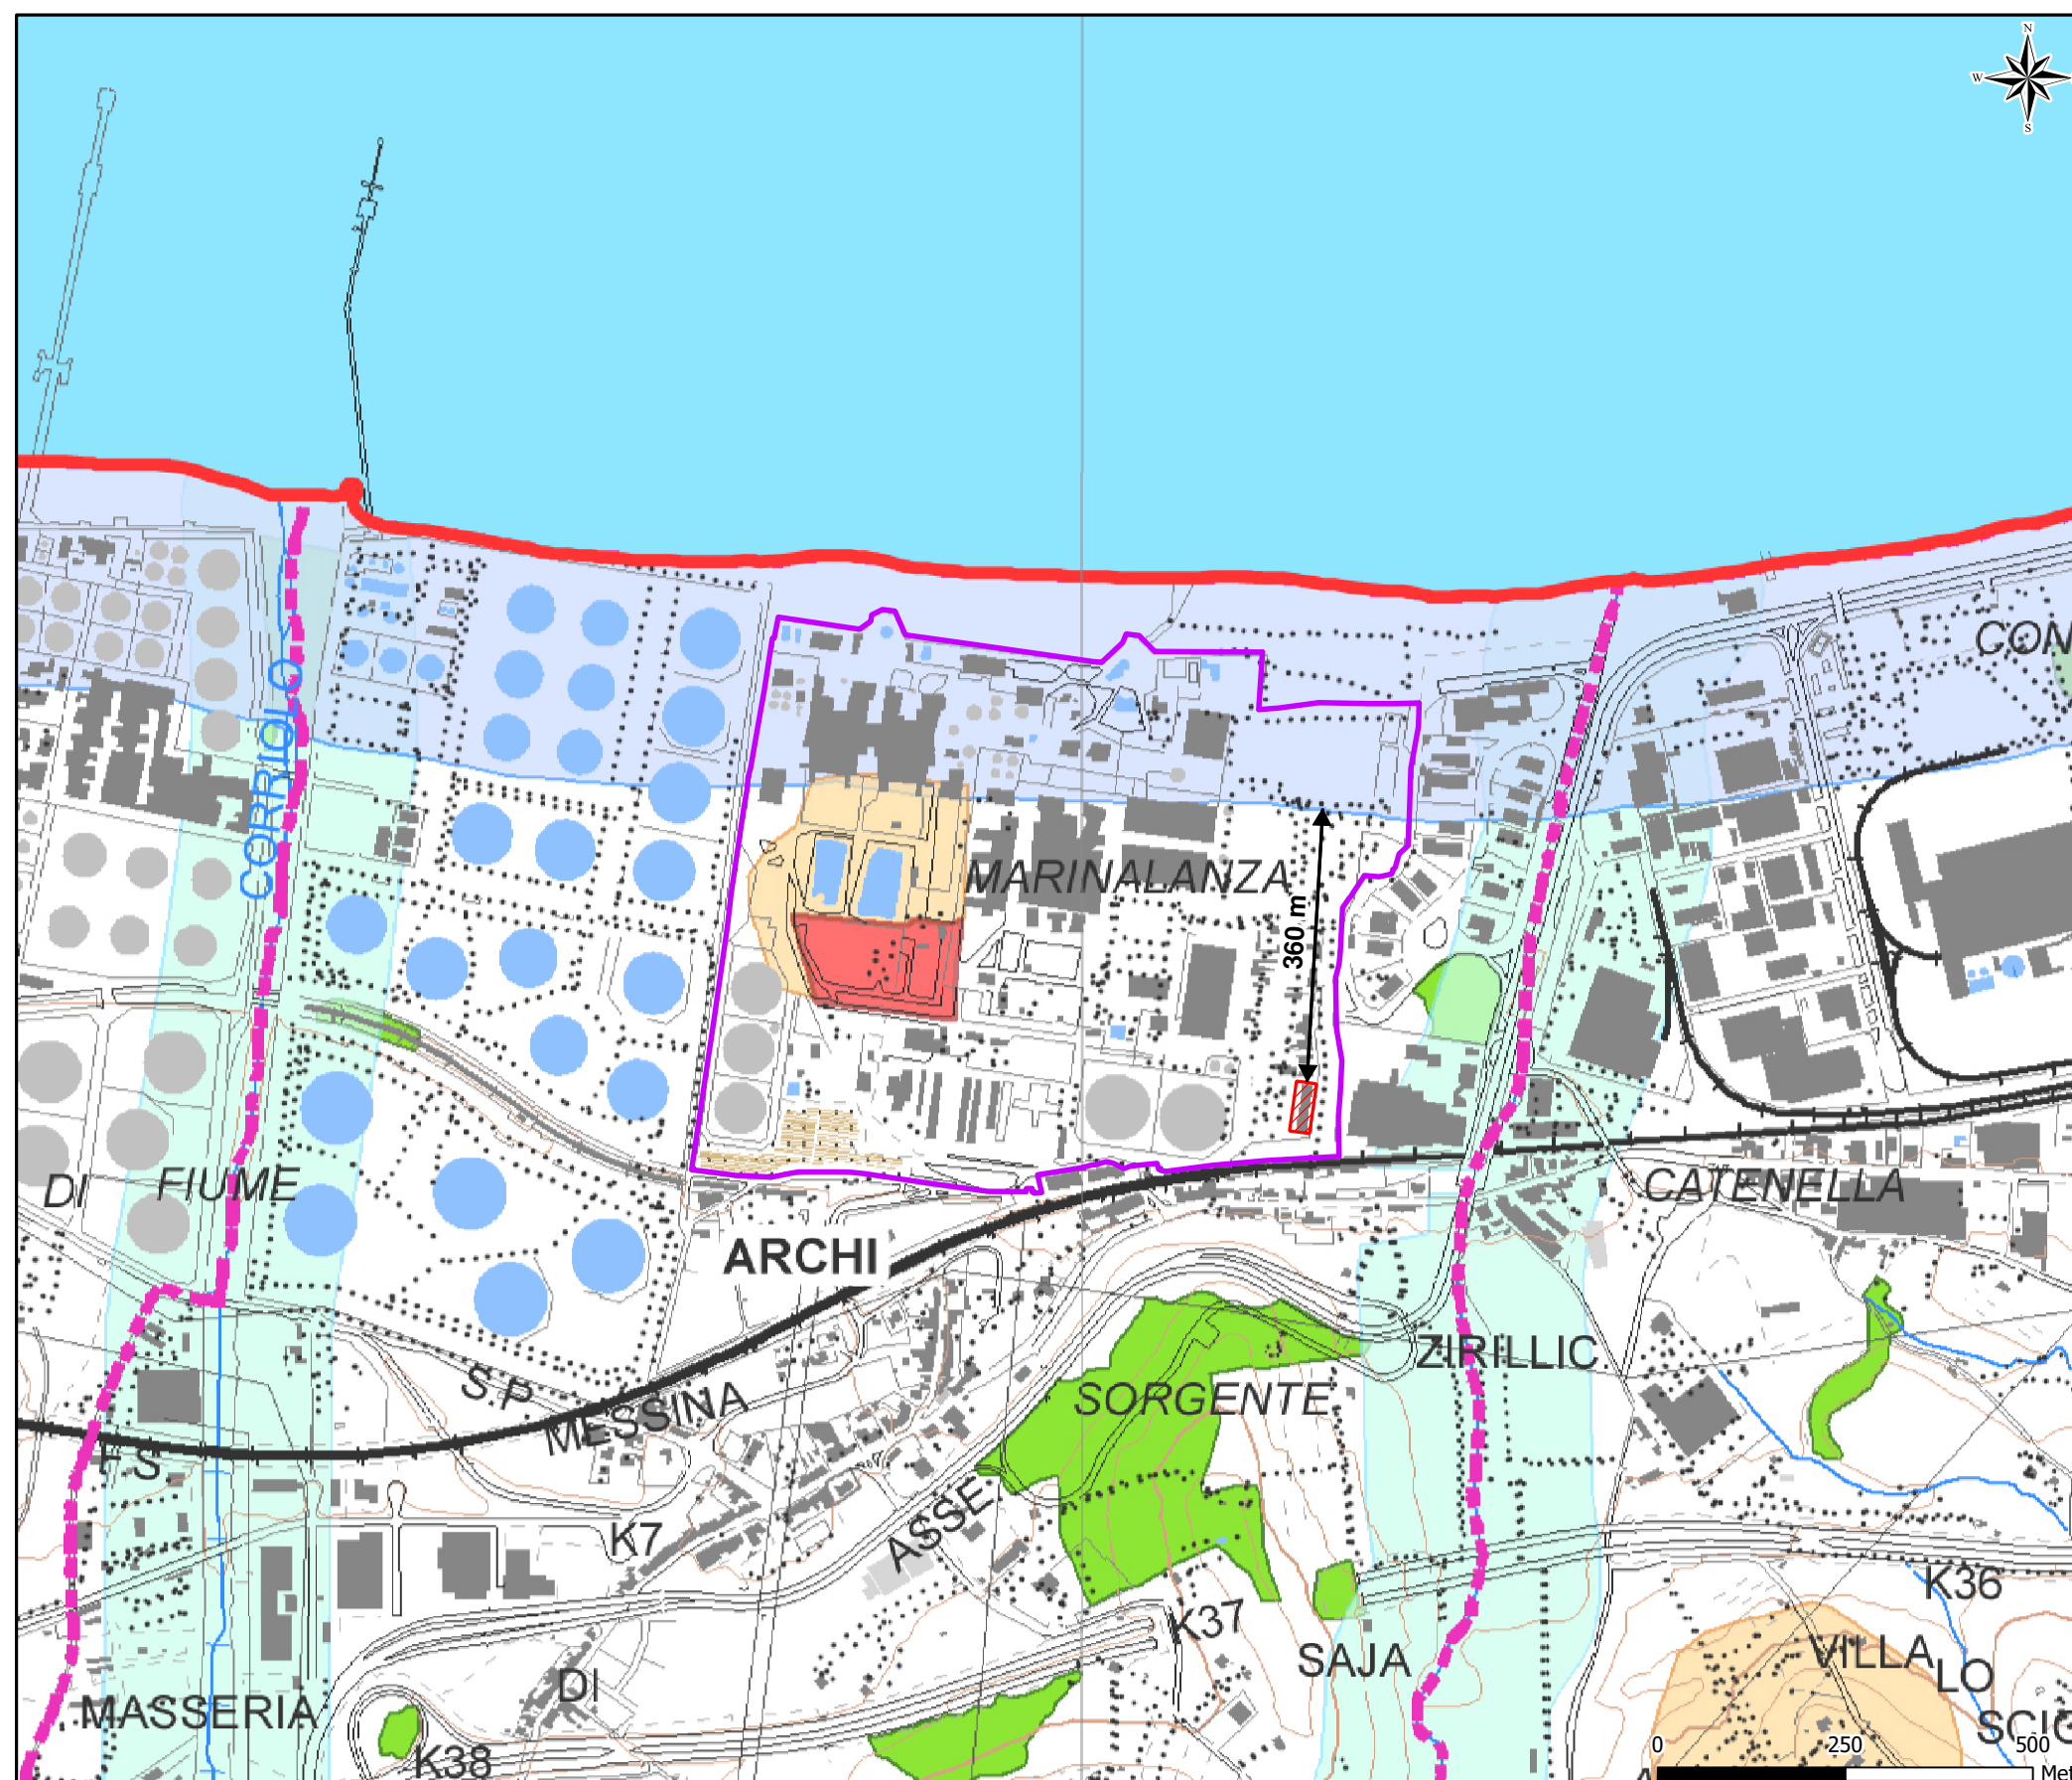 N
W
S
CORRIOLO
CON
MARINALANZA
360 m
DI
FIUME
CATENELLA
ARCHI
ZIRILLIC.
S P
MESSINA
SORGENTE
F S
ASSE
K7
K36
K37
SAJA
VILLA
LO
DI
MASSERIA
K38
0
250
500